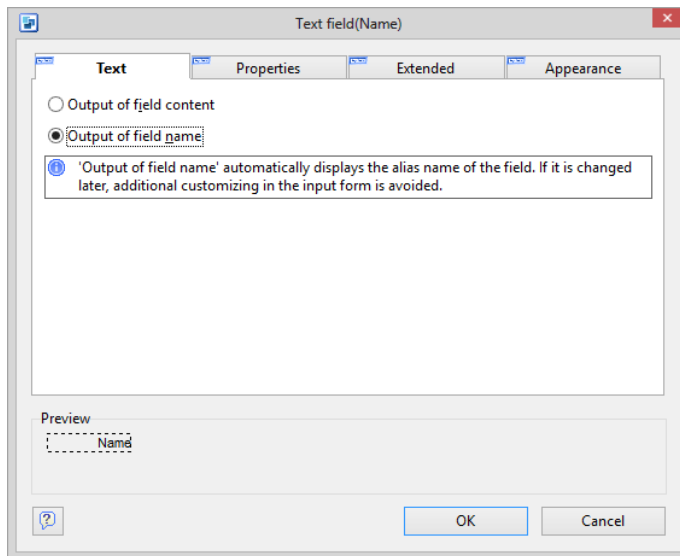 Text field(Name)
Text
Properties
Extended
Appearance
Output of field content
Output of field name
'Output of field name' automatically displays the alias name of the field. If it is changed
later, additional customizing in the input form is avoided.
Preview
Name
OK
Cancel